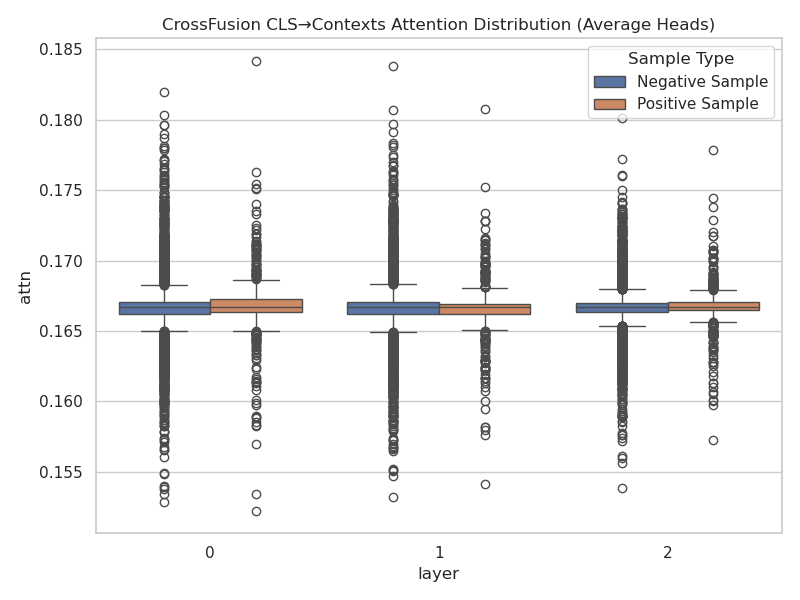 CrossFusion CLS→Contexts Attention Distribution (Average Heads)
Sample Type
Negative Sample
Positive Sample
0.185
0.180
0.175
0.170
0.165
0.160
0.155
attn
0
1
2
layer